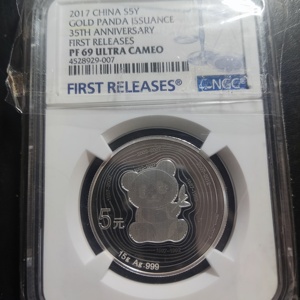 2017 CHINA S5Y
GOLD PANDA ISSUANCE
35TH ANNIVERSARY
FIRST RELEASES
PF 69 ULTRA CAMEO
4528929-007
FIRST RELEASES
NGC
5元
15g Ag .999